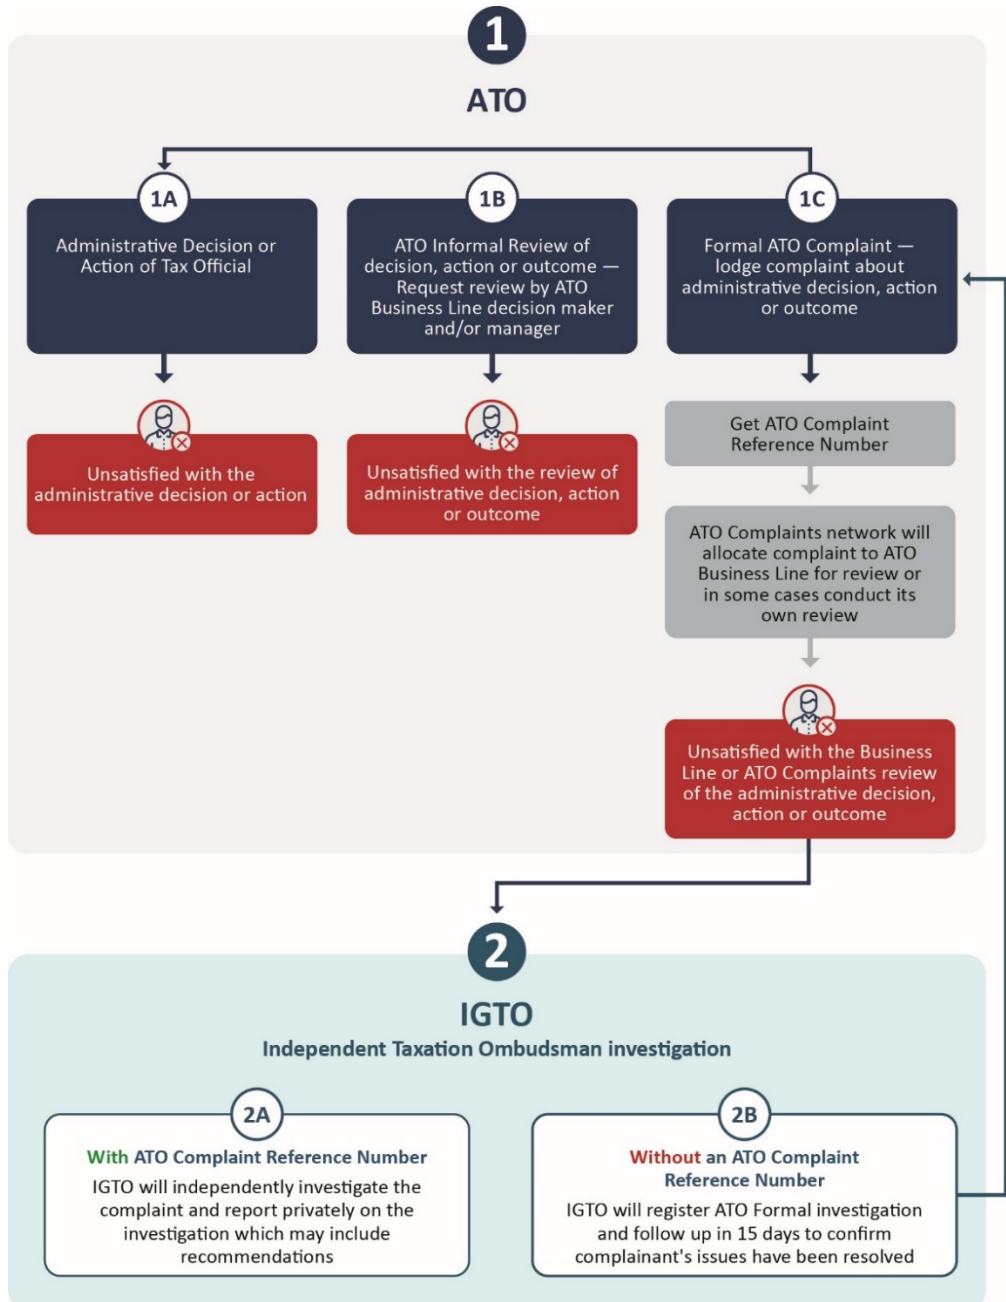 1
ATO
1A
Administrative Decision or
Action of Tax Official
Unsatisfied with the
administrative decision or action
1B
ATO Informal Review of
decision, action or outcome —
Request review by ATO
Business Line decision maker
and/or manager
Unsatisfied with the review of
administrative decision, action
or outcome
1C
Formal ATO Complaint —
lodge complaint about
administrative decision, action
or outcome
Get ATO Complaint
Reference Number
ATO Complaints network will
allocate complaint to ATO
Business Line for review or
in some cases conduct its
own review
Unsatisfied with the Business
Line or ATO Complaints review
of the administrative decision,
action or outcome
2
IGTO
Independent Taxation Ombudsman investigation
2A
With ATO Complaint Reference Number
IGTO will independently investigate the
complaint and report privately on the
investigation which may include
recommendations
2B
Without an ATO Complaint
Reference Number
IGTO will register ATO Formal investigation
and follow up in 15 days to confirm
complainant's issues have been resolved